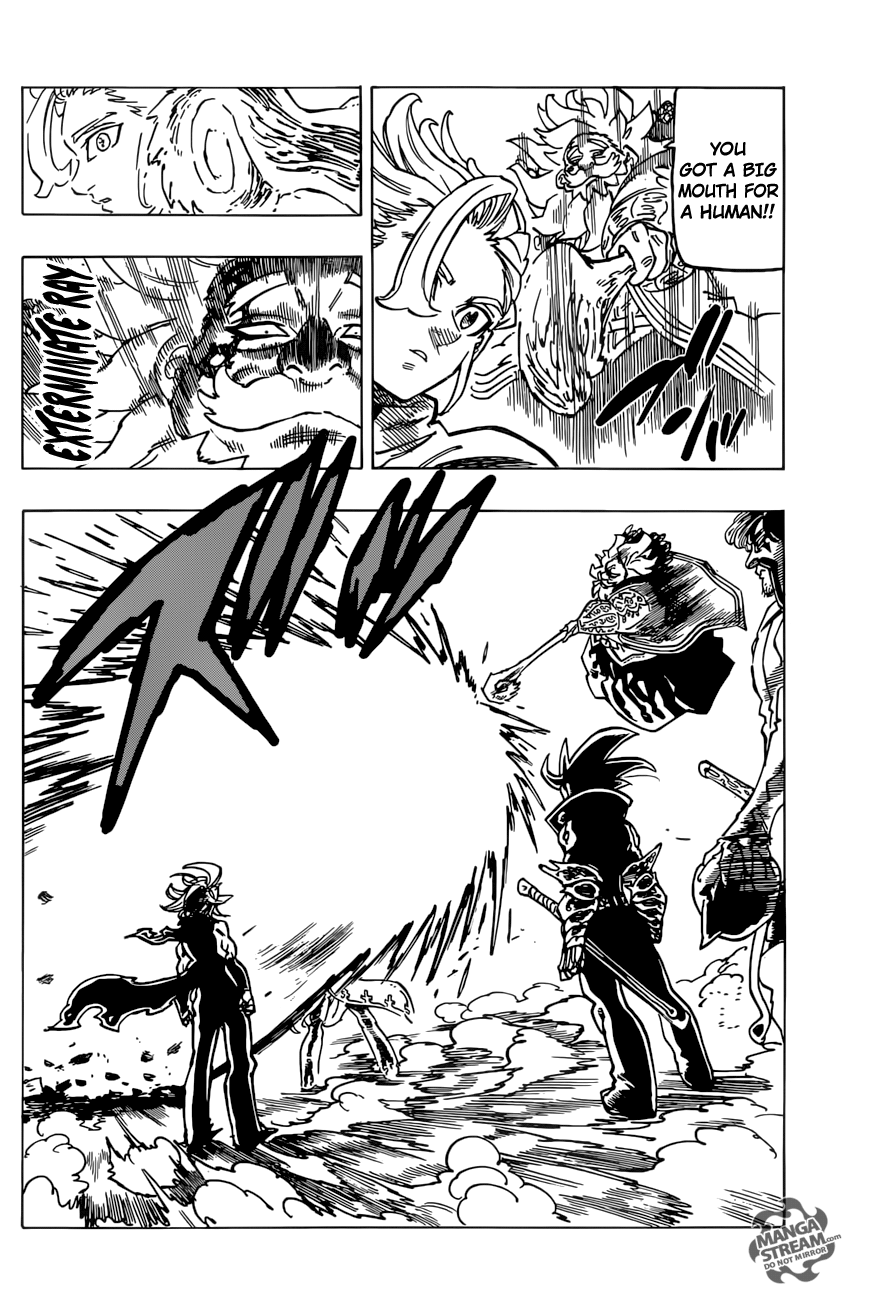 YOU
GOT A BIG
MOUTH FOR
A HUMAN!!
EXTERMINATE RAY
MANGA
STREAM.com
DO NOT MIRROR